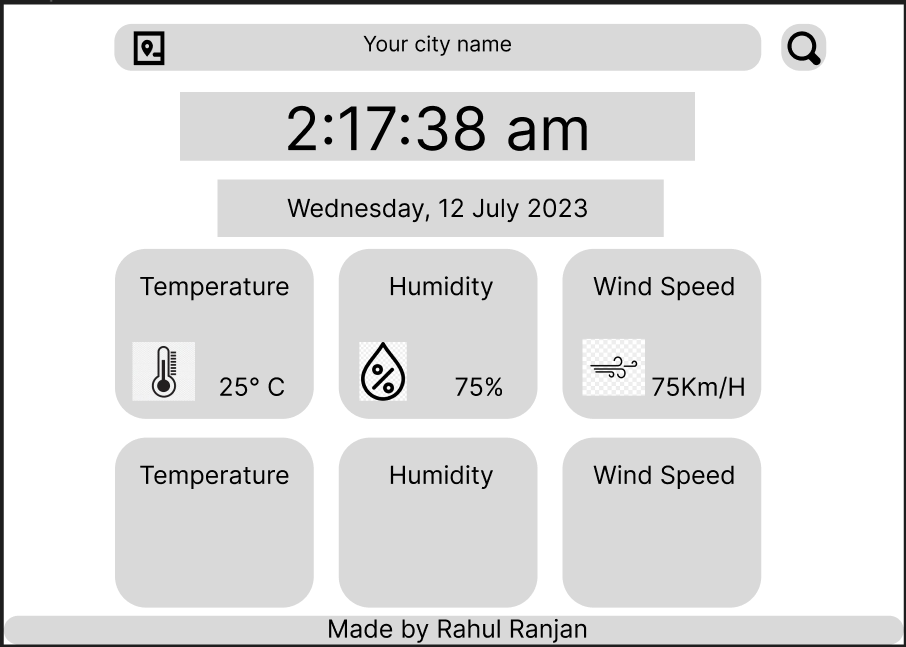 Your city name
2:17:38 am
Wednesday, 12 July 2023
Temperature
Humidity
Wind Speed
25° C
75%
75Km/H
Temperature
Humidity
Wind Speed
Made by Rahul Ranjan